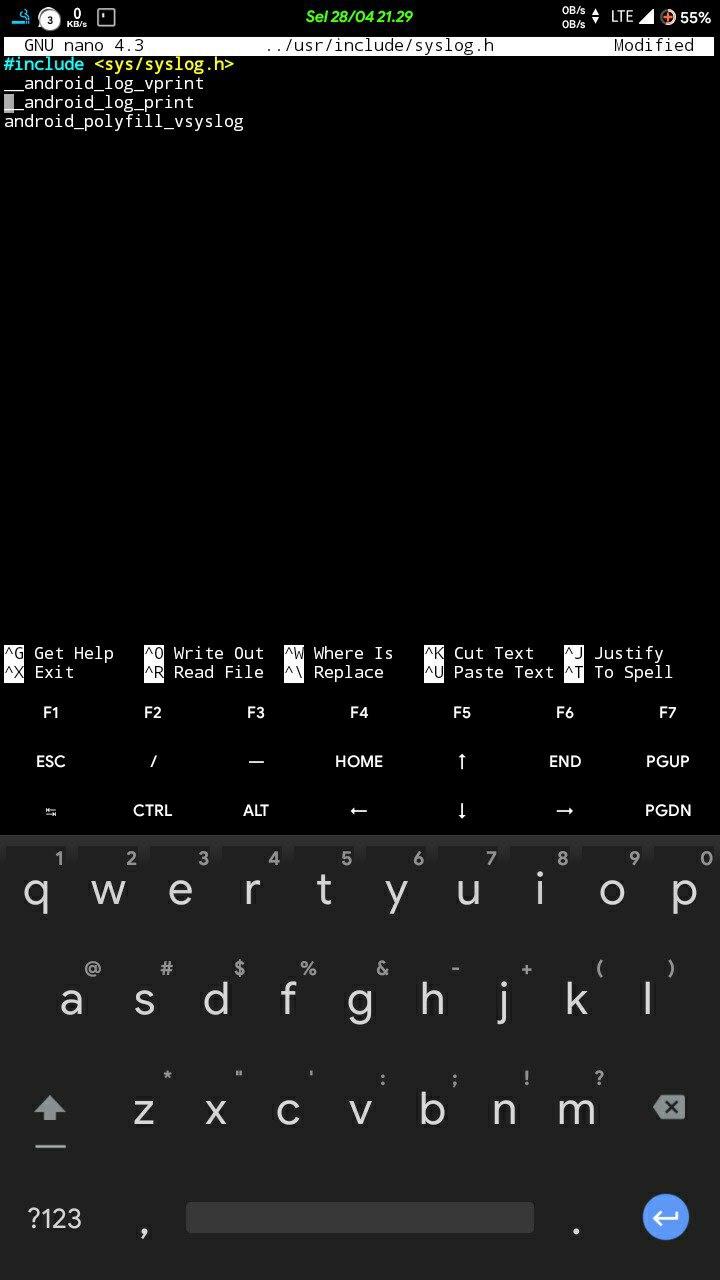 3 0 KB/s Sel 28/04 21.29 0B/s 0B/s LTE 55%
GNU nano 4.3 ../usr/include/syslog.h Modified
#include <sys/syslog.h>
__android_log_vprint
__android_log_print
android_polyfill_vsyslog
^G Get Help ^O Write Out ^W Where Is ^K Cut Text ^J Justify
^X Exit ^R Read File ^\ Replace ^U Paste Text ^T To Spell
F1 F2 F3 F4 F5 F6 F7
ESC / — HOME ↑ END PGUP
↹ CTRL ALT ← ↓ → PGDN
1 2 3 4 5 6 7 8 9 0
q w e r t y u i o p
@ # $ % & - + ( )
a s d f g h j k l
* " ' : ; ! ?
z x c v b n m
?123 , .